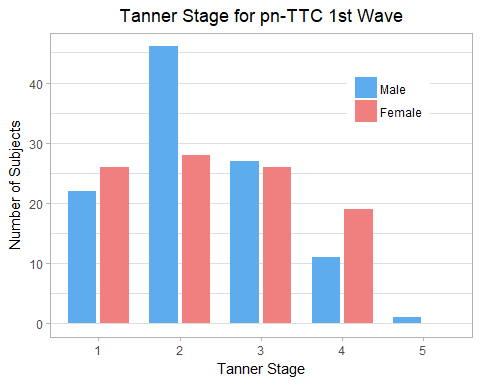 Tanner Stage for pn-TTC 1st Wave
Number of Subjects
40
30
20
10
0
Male
Female
1 2 3 4 5
Tanner Stage